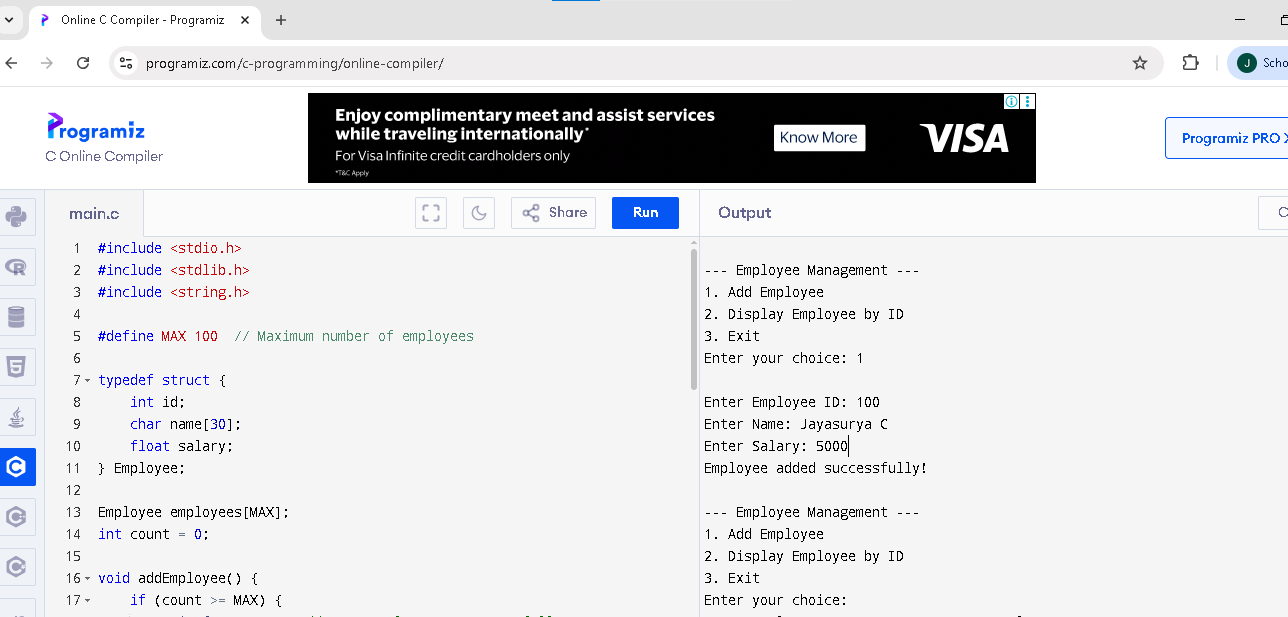 Online C Compiler - Programiz
programiz.com/c-programming/online-compiler/
J
Scho
Programiz
C Online Compiler
Enjoy complimentary meet and assist services
while traveling internationally*
For Visa Infinite credit cardholders only
*T&C Apply
Know More
VISA
Programiz PRO
main.c
Share
Run
Output
C
1 #include <stdio.h>
2 #include <stdlib.h>
3 #include <string.h>
4
5 #define MAX 100 // Maximum number of employees
6
7 typedef struct {
8 int id;
9 char name[30];
10 float salary;
11 } Employee;
12
13 Employee employees[MAX];
14 int count = 0;
15
16 void addEmployee() {
17 if (count >= MAX) {
--- Employee Management ---
1. Add Employee
2. Display Employee by ID
3. Exit
Enter your choice: 1
Enter Employee ID: 100
Enter Name: Jayasurya C
Enter Salary: 5000
Employee added successfully!
--- Employee Management ---
1. Add Employee
2. Display Employee by ID
3. Exit
Enter your choice: